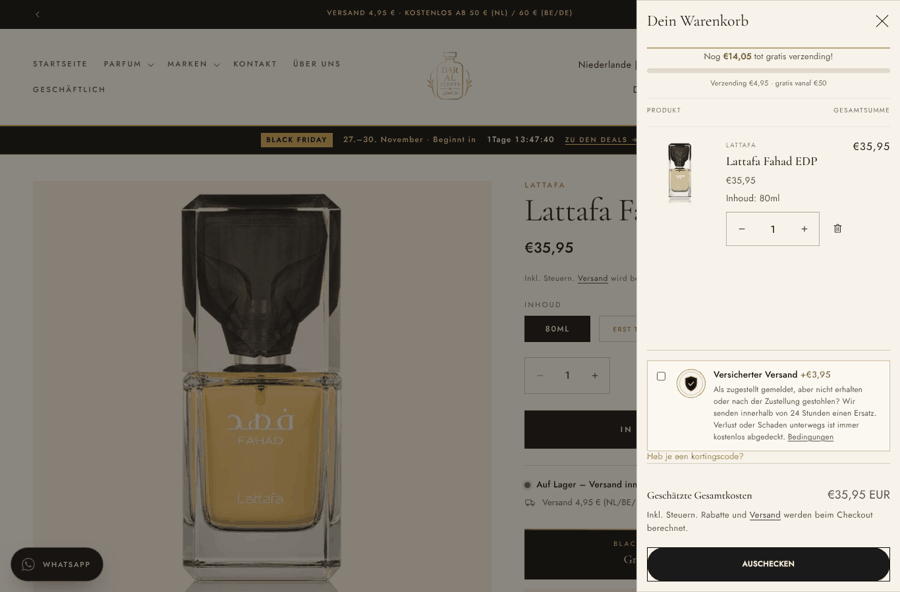 VERSAND 4,95 € - KOSTENLOS AB 50 € (NL) / 60 € (BE/DE)
STARTSEITE PARFUM MARKEN KONTAKT ÜBER UNS
GESCHÄFTLICH
DAR AL
Niederlande |
BLACK FRIDAY 27.–30. November · Beginnt in 1Tage 13:47:40 ZU DEN DEALS
LATTAFA
Lattafa Fa
€35,95
Inkl. Steuern. Versand wird be
INHOUD
80ML ERST T
− 1 +
IN
Auf Lager – Versand inn
Versand 4,95 € (NL/BE/
BLAC
Gr
فهد
FAHAD
Lattafa
WHATSAPP
Dein Warenkorb
Nog €14,05 tot gratis verzending!
Verzending €4,95 · gratis vanaf €50
PRODUKT GESAMTSUMME
LATTAFA €35,95
Lattafa Fahad EDP
€35,95
Inhoud: 80ml
− 1 +
Versicherter Versand +€3,95
Als zugestellt gemeldet, aber nicht erhalten
oder nach der Zustellung gestohlen? Wir
senden innerhalb von 24 Stunden einen Ersatz.
Verlust oder Schaden unterwegs ist immer
kostenlos abgedeckt. Bedingungen
Heb je een kortingscode?
Geschätzte Gesamtkosten €35,95 EUR
Inkl. Steuern. Rabatte und Versand werden beim Checkout
berechnet.
AUSCHECKEN